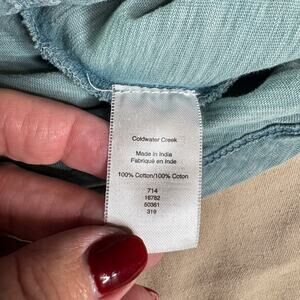 Coldwater Creek
Made in India
Fabriqué en Inde
100% Cotton/100% Coton
714
16782
50361
319